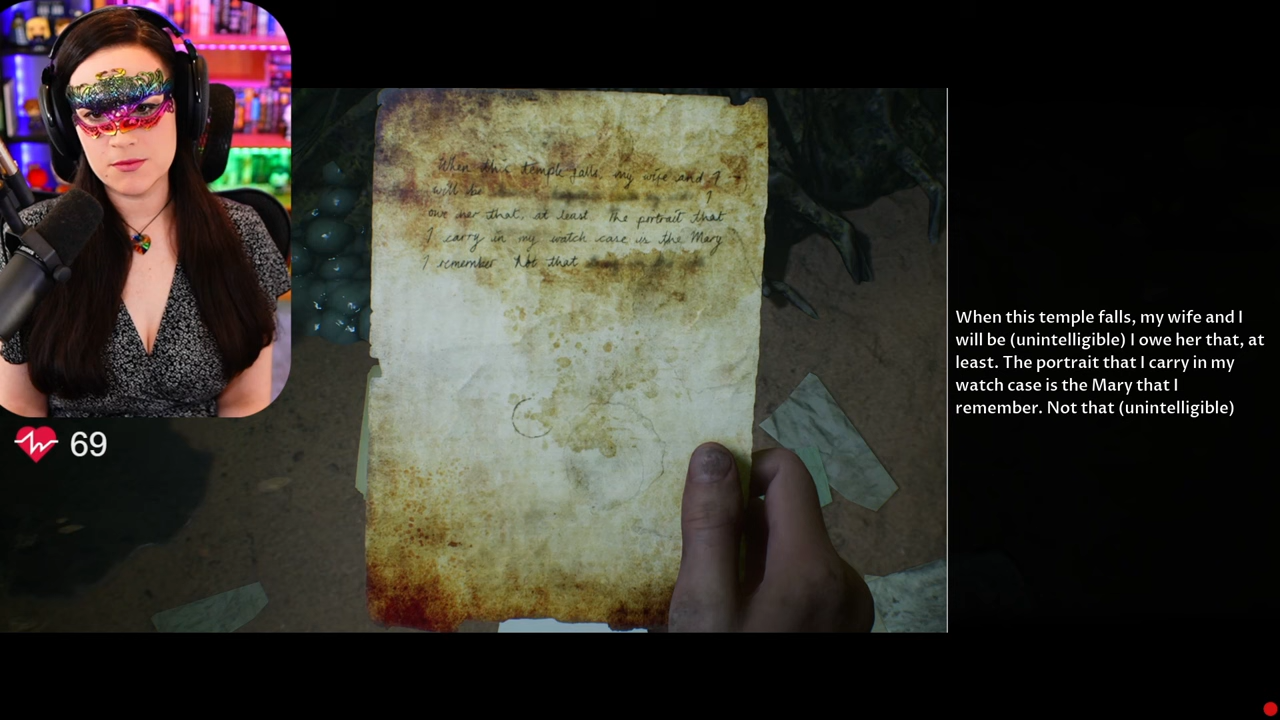 When this temple falls, my wife and I
will be
I
owe her that, at least. The portrait that
I carry in my watch case is the Mary
I remember. Not that
69
When this temple falls, my wife and I
will be (unintelligible) I owe her that, at
least. The portrait that I carry in my
watch case is the Mary that I
remember. Not that (unintelligible)